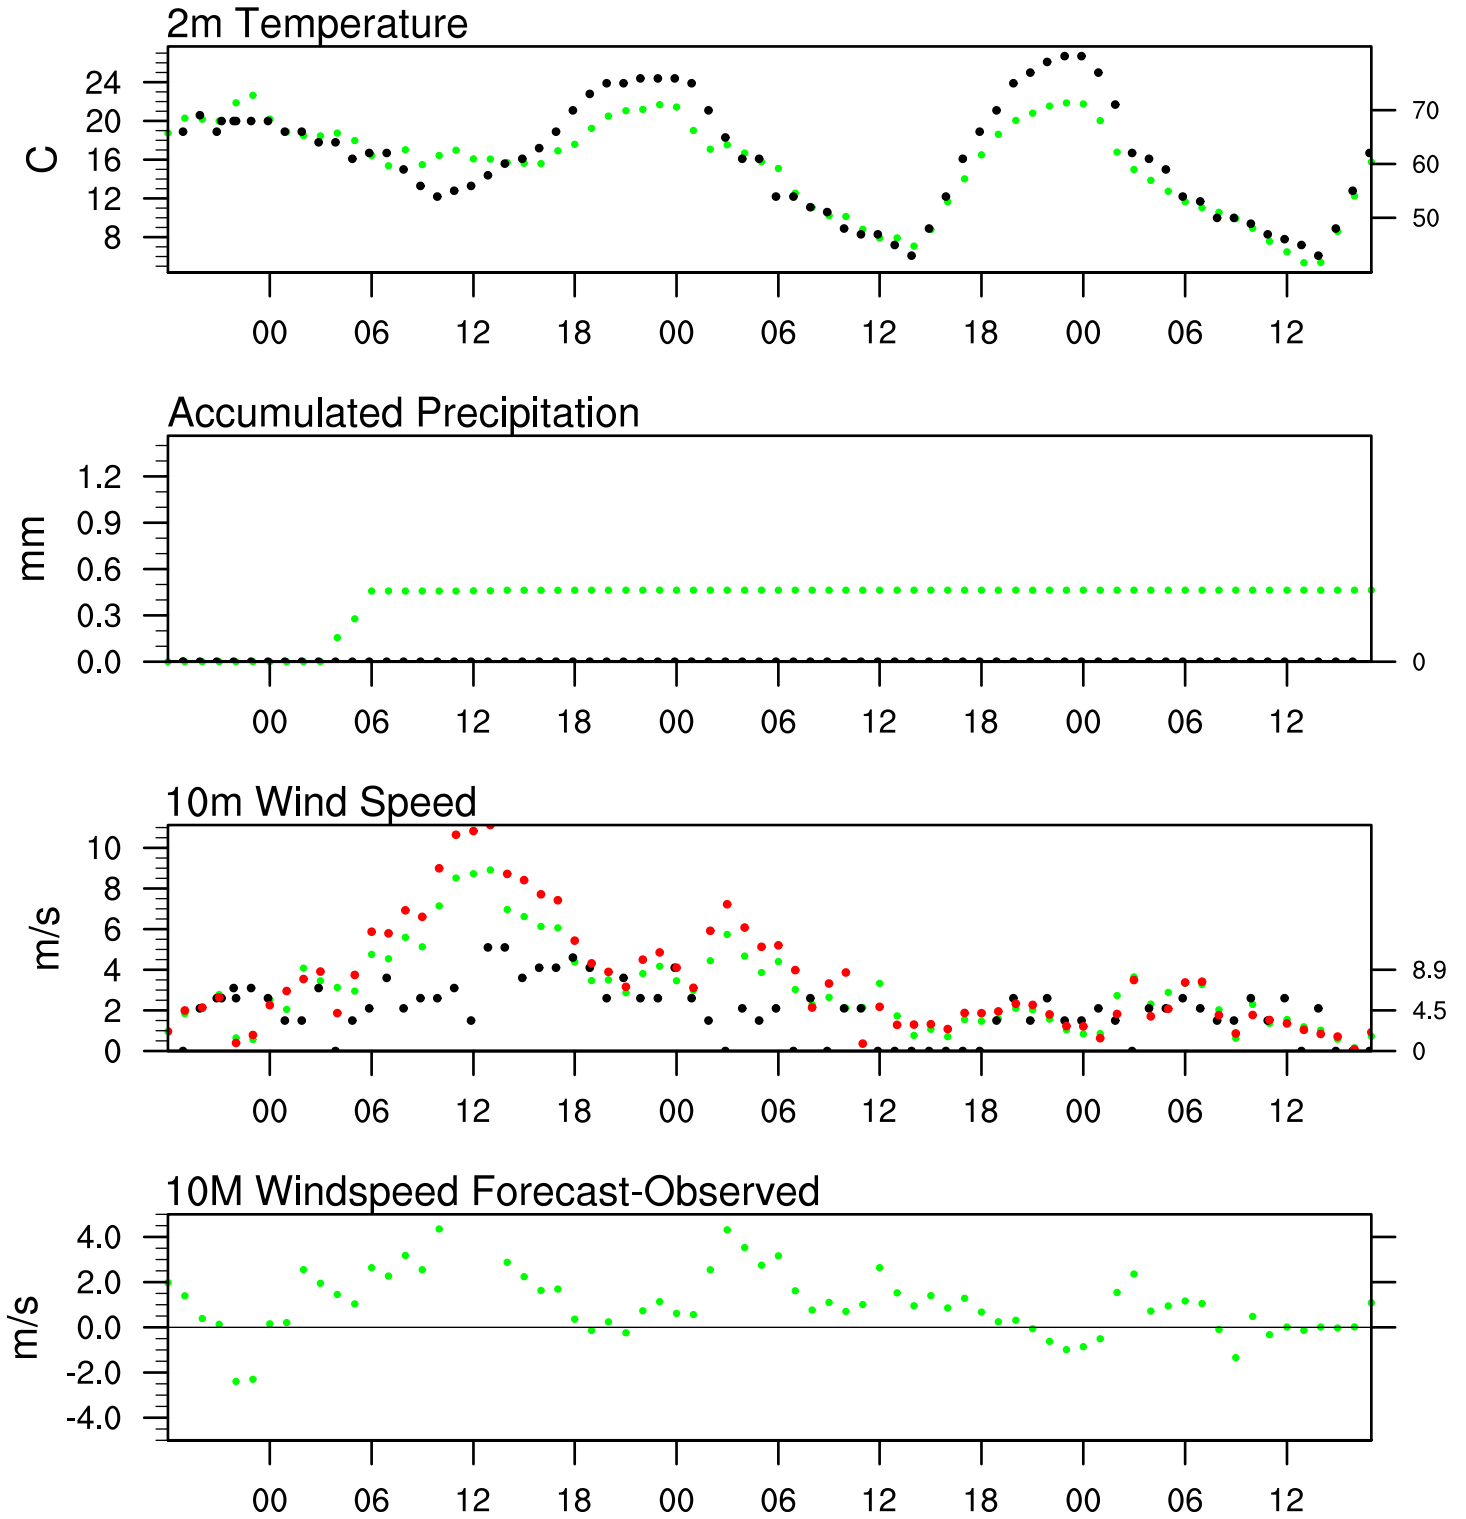 2m Temperature
24
20
16
12
8
C
70
60
50
00 06 12 18 00 06 12 18 00 06 12
Accumulated Precipitation
1.2
0.9
0.6
0.3
0.0
mm
0
00 06 12 18 00 06 12 18 00 06 12
10m Wind Speed
10
8
6
4
2
0
m/s
8.9
4.5
0
00 06 12 18 00 06 12 18 00 06 12
10M Windspeed Forecast-Observed
4.0
2.0
0.0
-2.0
-4.0
m/s
00 06 12 18 00 06 12 18 00 06 12